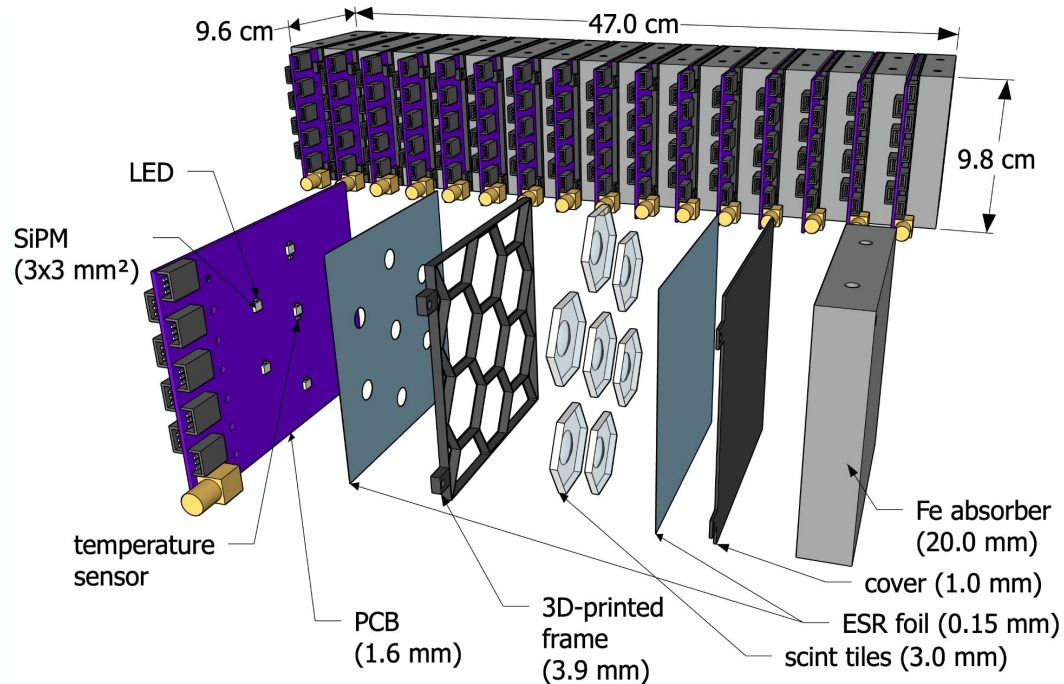 9.6 cm
47.0 cm
9.8 cm
LED
SiPM
(3x3 mm²)
temperature
sensor
PCB
(1.6 mm)
3D-printed
frame
(3.9 mm)
Fe absorber
(20.0 mm)
cover (1.0 mm)
ESR foil (0.15 mm)
scint tiles (3.0 mm)